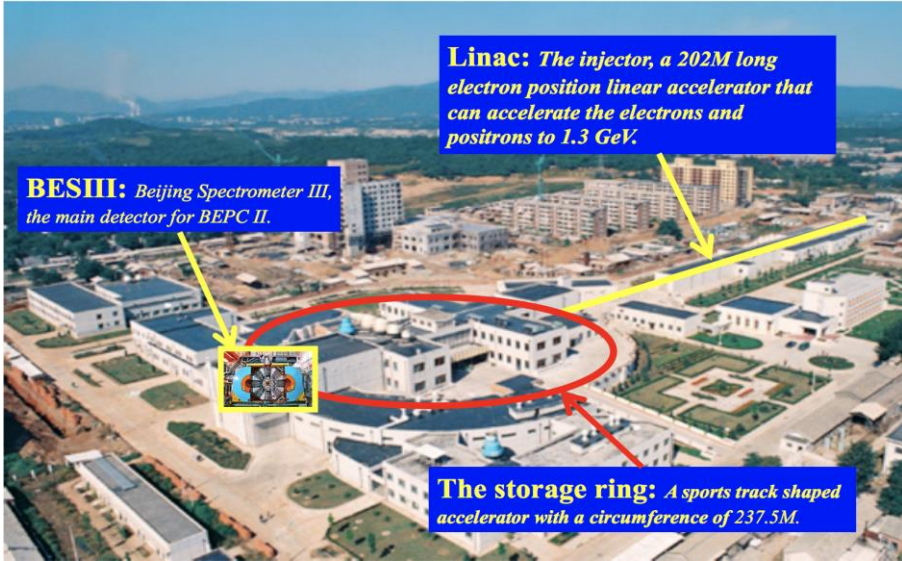 Linac: The injector, a 202M long
electron position linear accelerator that
can accelerate the electrons and
positrons to 1.3 GeV.
BESIII: Beijing Spectrometer III,
the main detector for BEPC II.
The storage ring: A sports track shaped
accelerator with a circumference of 237.5M.